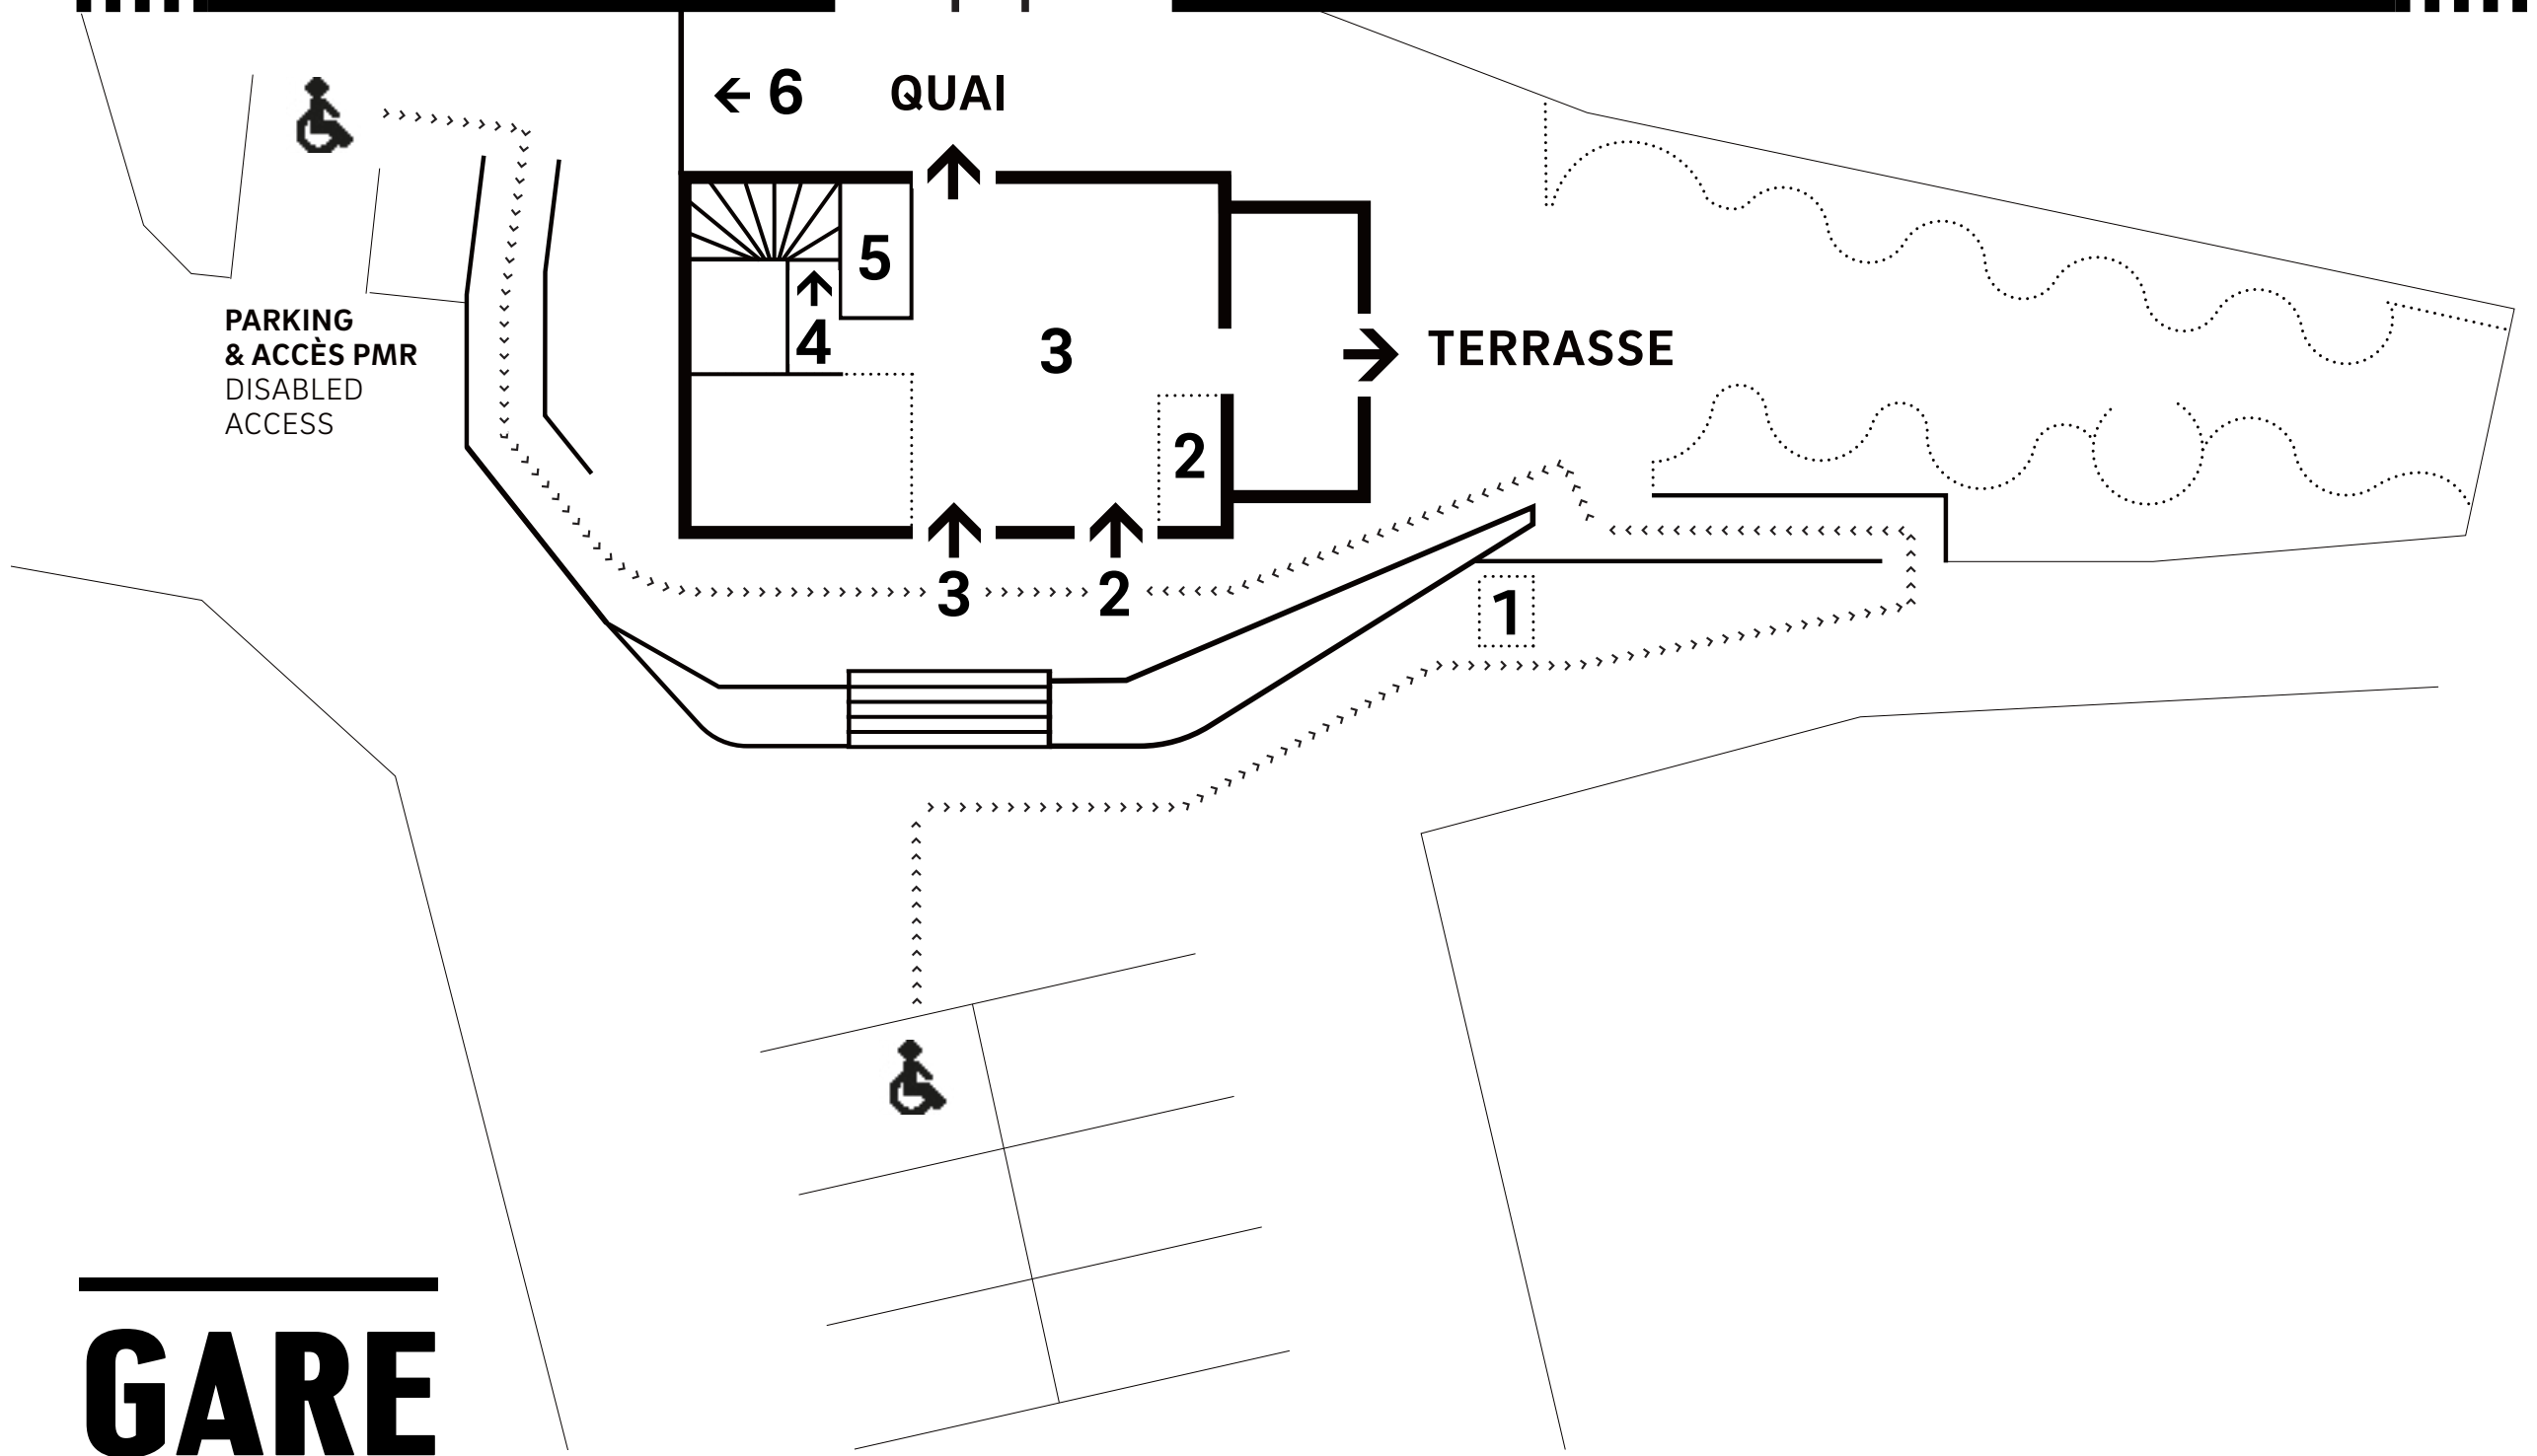 ← 6 QUAI
5
4
3
→ TERRASSE
2
PARKING
& ACCÈS PMR
DISABLED
ACCESS
3
2
1
GARE